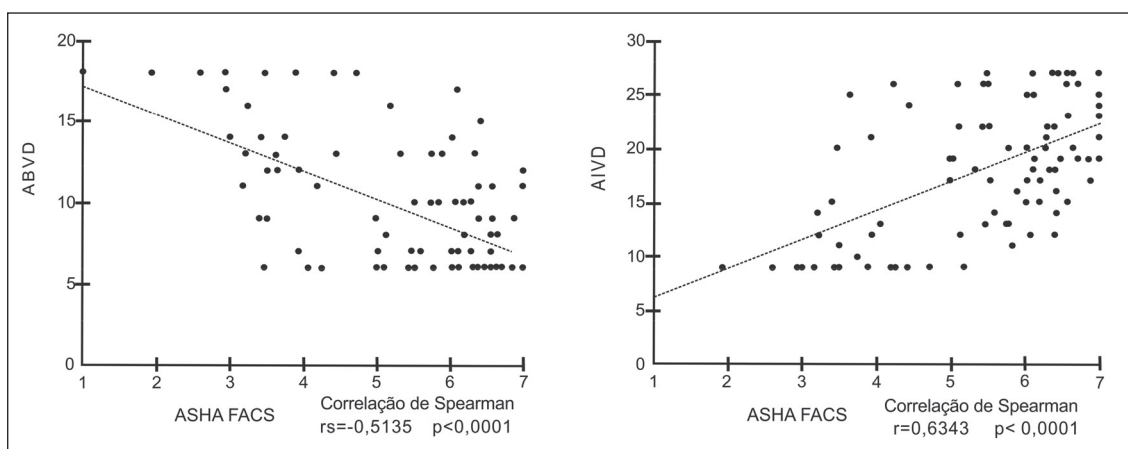 20
15
10
5
0
ABVD
1 2 3 4 5 6 7
ASHA FACS
Correlação de Spearman
rs=-0,5135 p<0,0001
30
25
20
15
10
5
0
AIVD
1 2 3 4 5 6 7
ASHA FACS
Correlação de Spearman
r=0,6343 p< 0,0001